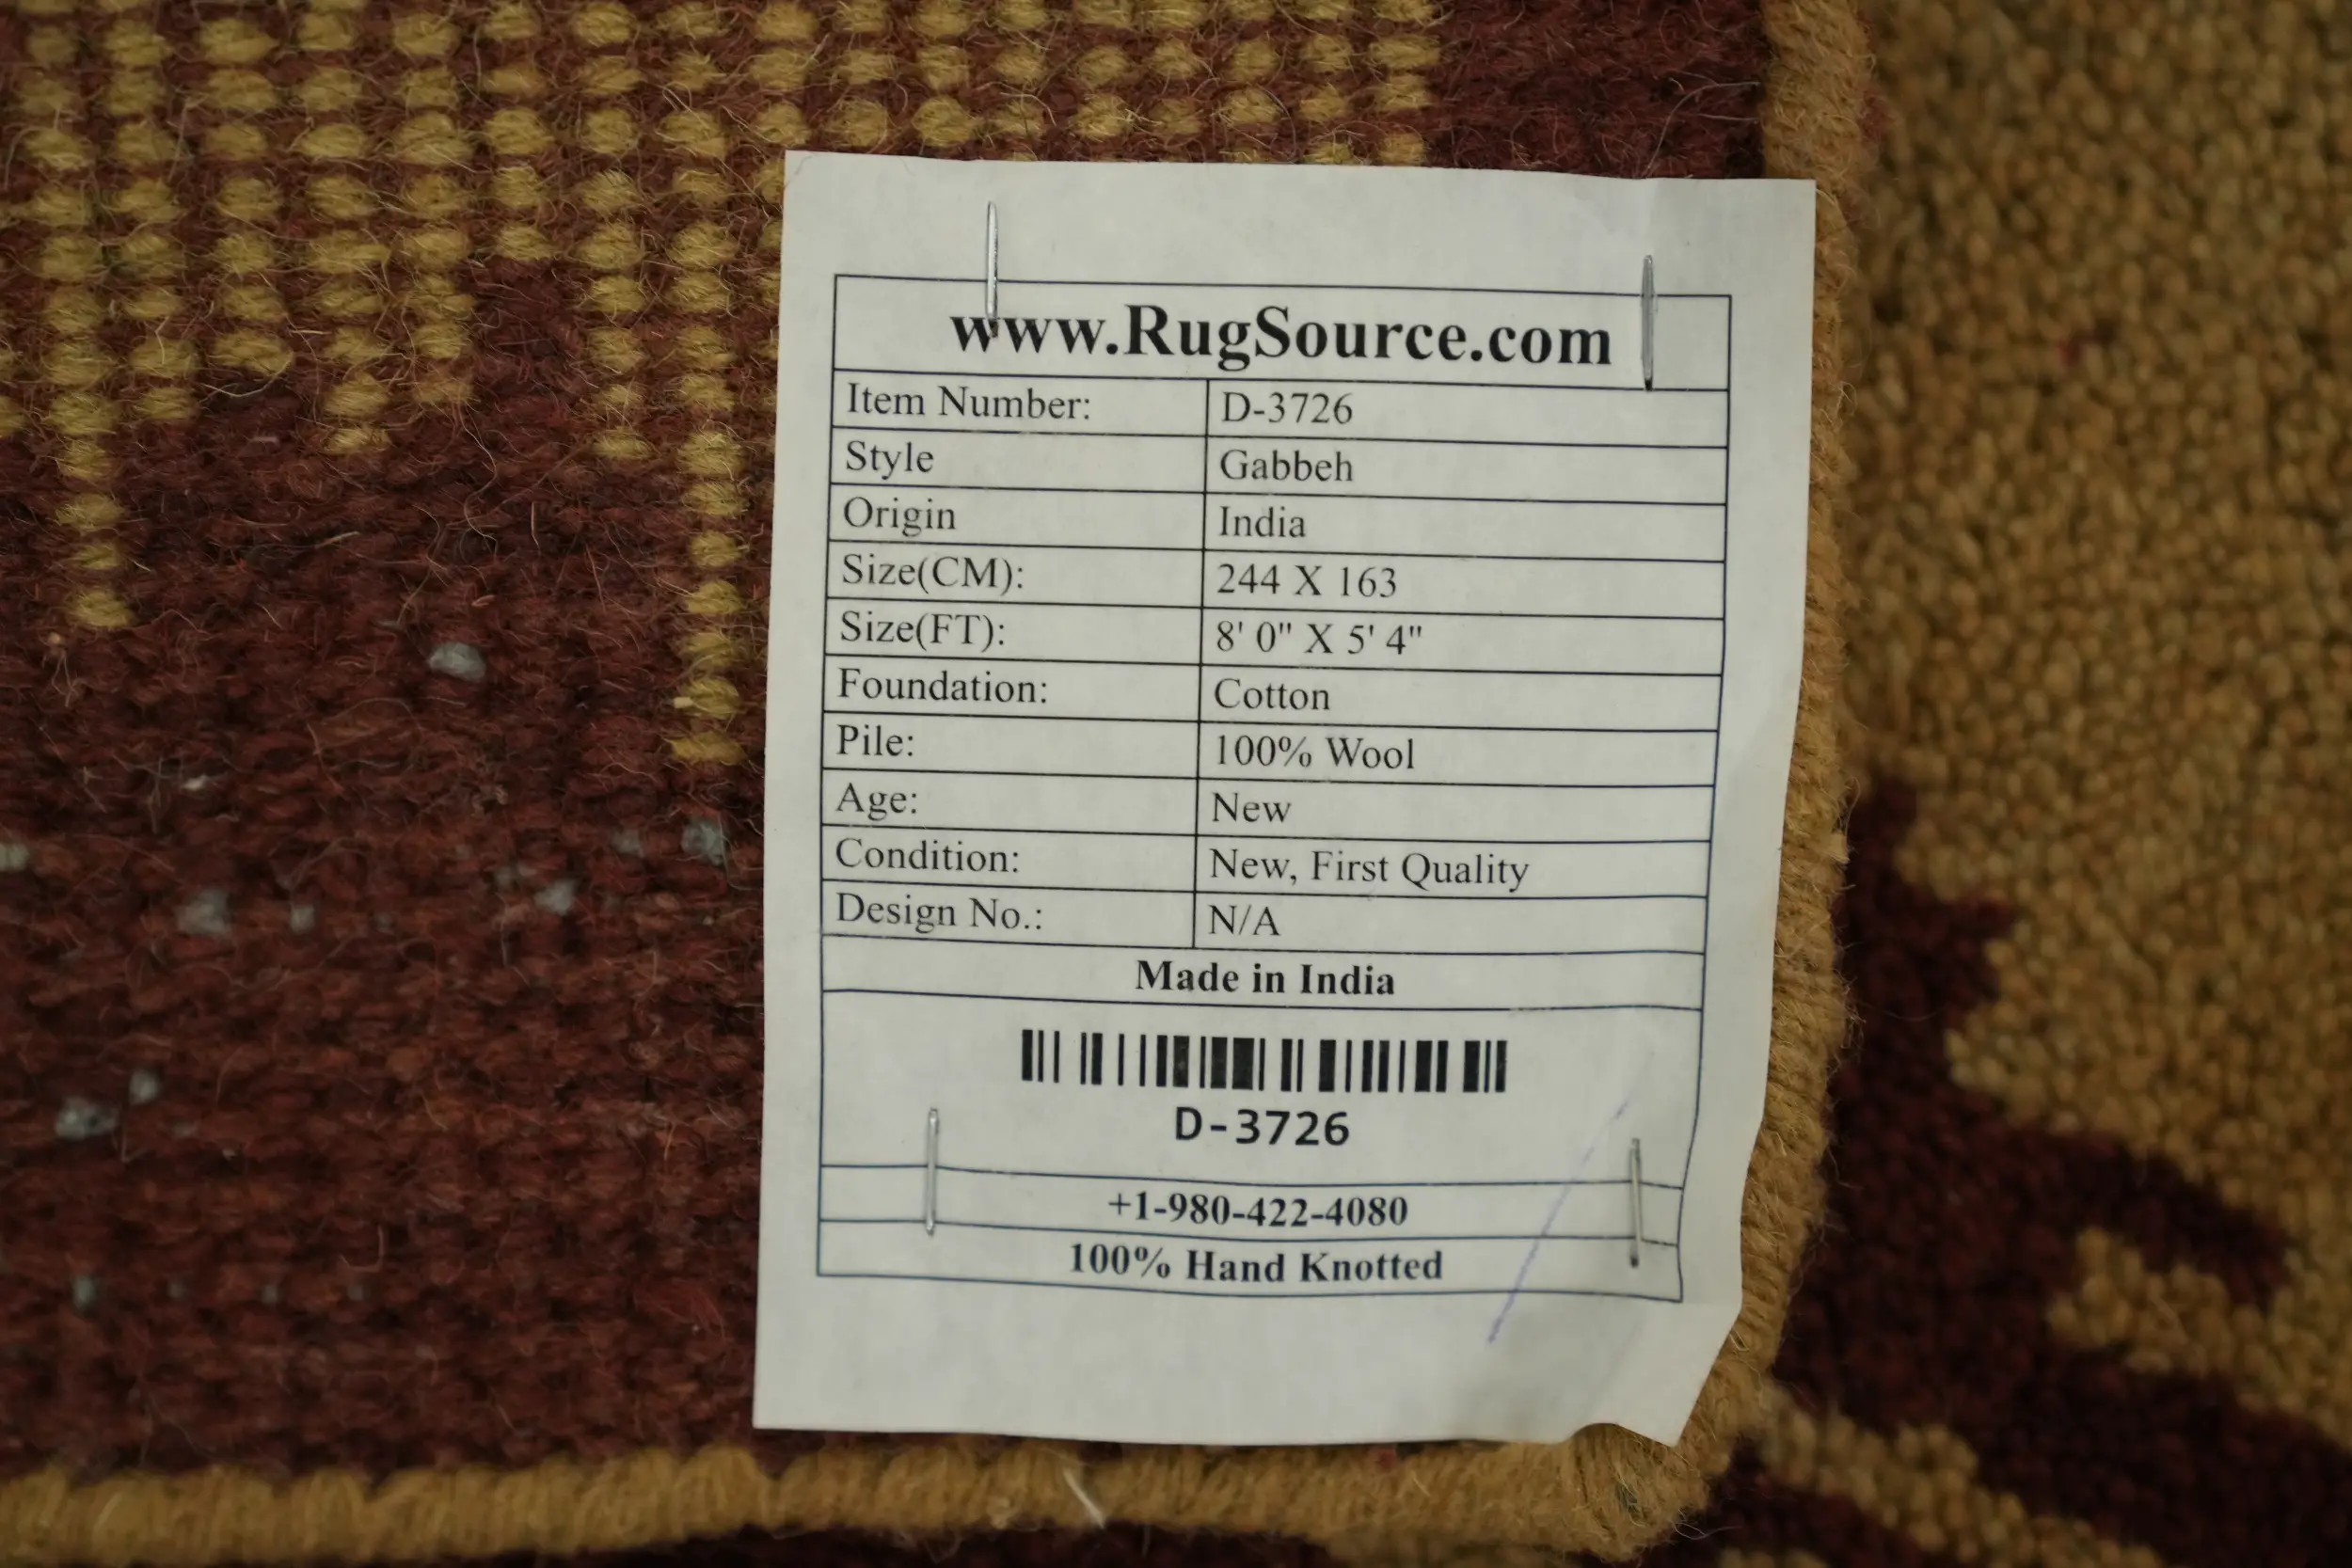 www.RugSource.com
Item Number: D-3726
Style Gabbeh
Origin India
Size(CM): 244 X 163
Size(FT): 8' 0" X 5' 4"
Foundation: Cotton
Pile: 100% Wool
Age: New
Condition: New, First Quality
Design No.: N/A
Made in India
D-3726
+1-980-422-4080
100% Hand Knotted